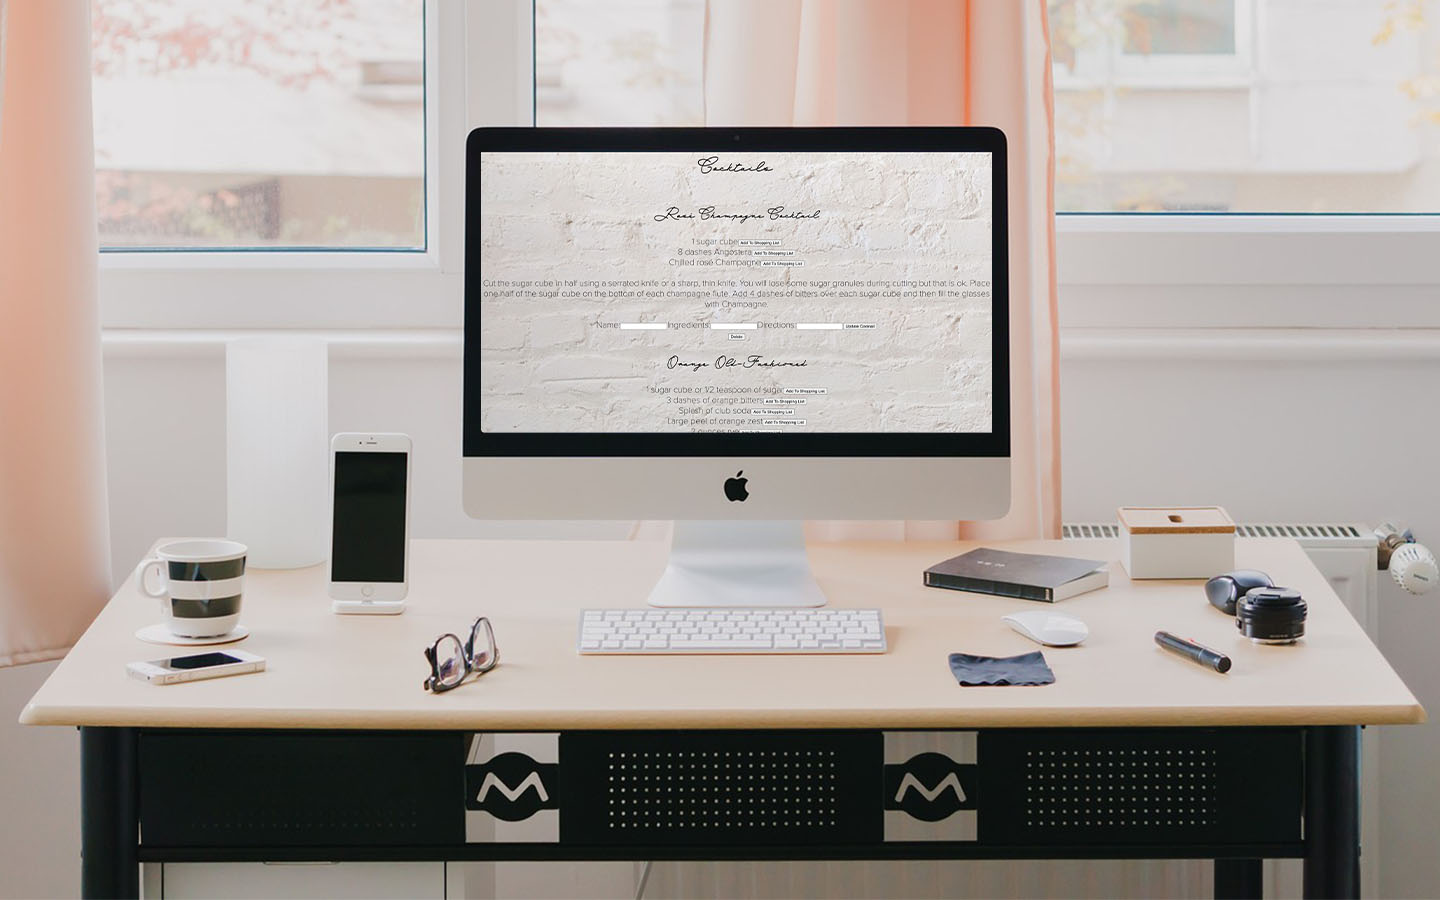 Cocktails
Rosé Champagne Cocktail
1 sugar cube Add To Shopping List
8 dashes Angostera Add To Shopping List
Chilled rosé Champagne Add To Shopping List
Cut the sugar cube in half using a serrated knife or a sharp, thin knife. You will lose some sugar granules during cutting but that is ok. Place
one half of the sugar cube on the bottom of each champagne flute. Add 4 dashes of bitters over each sugar cube and then fill the glasses
with Champagne.
Name: Ingredients: Directions: Update Cocktail
Delete
Orange Old-Fashioned
1 sugar cube or 1/2 teaspoon of sugar Add To Shopping List
3 dashes of orange bitters Add To Shopping List
Splash of club soda Add To Shopping List
Large peel of orange zest Add To Shopping List
2 ounces rye Add To Shopping List